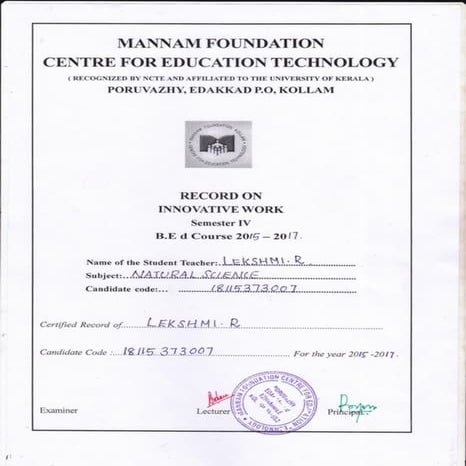 MANNAM FOUNDATION
CENTRE FOR EDUCATION TECHNOLOGY
( RECOGNIZED BY NCTE AND AFFILIATED TO THE UNIVERSITY OF KERALA )
PORUVAZHY, EDAKKAD P.O, KOLLAM
RECORD ON
INNOVATIVE WORK
Semester IV
B.E d Course 2015 – 2017.
Name of the Student Teacher: LEKSHMI. R
Subject: NATURAL SCIENCE
Candidate code:... 18115373007
Certified Record of LEKSHMI. R
Candidate Code : 18115 373007 For the year 2015 -2017.
Examiner Lecturer Principal